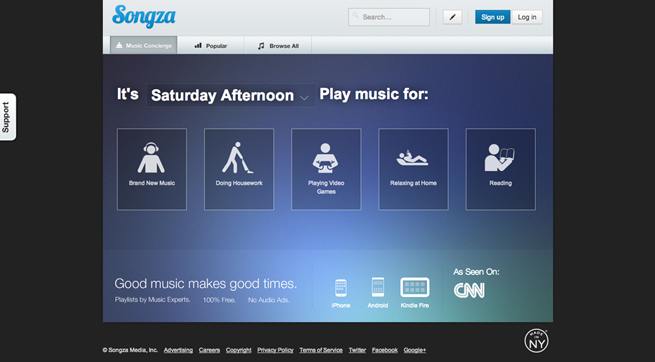 Songza
Search...
Sign up
Log in
Music Concierge
Popular
Browse All
Support
It's Saturday Afternoon Play music for:
Brand New Music
Doing Housework
Playing Video
Games
Relaxing at Home
Reading
Good music makes good times.
Playlists by Music Experts. 100% Free. No Audio Ads.
iPhone
Android
Kindle Fire
As Seen On:
CNN
MADE
IN
NY
© Songza Media, Inc. Advertising Careers Copyright Privacy Policy Terms of Service Twitter Facebook Google+